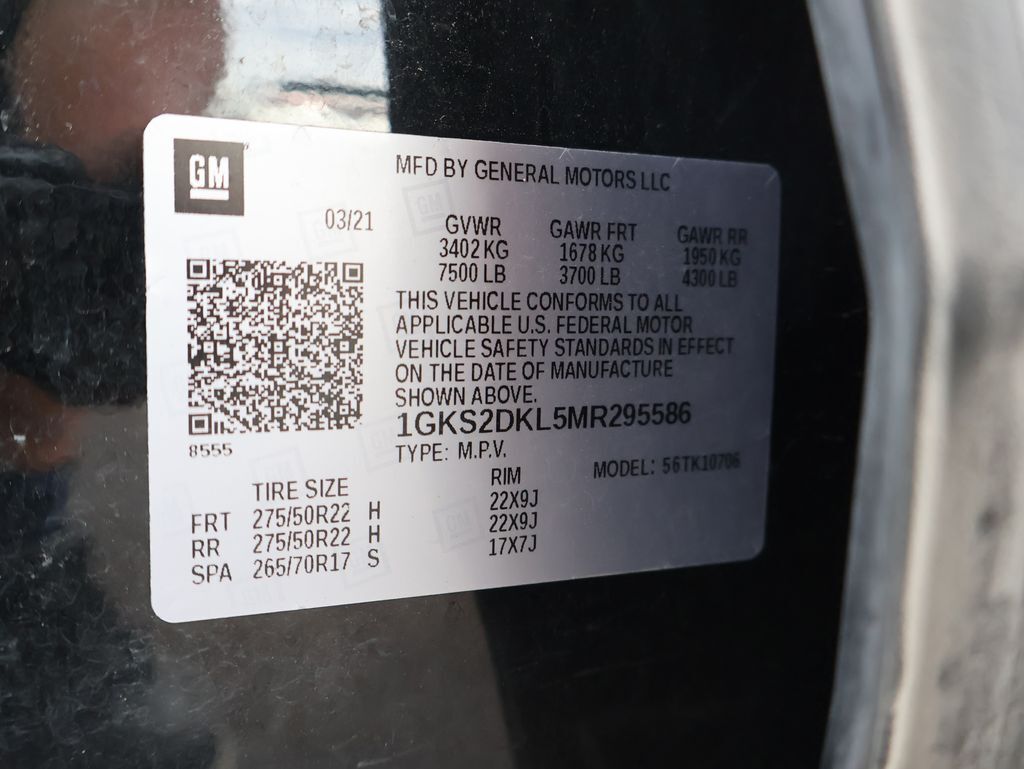 GM
MFD BY GENERAL MOTORS LLC
03/21
GVWR GAWR FRT GAWR RR
3402 KG 1678 KG 1950 KG
7500 LB 3700 LB 4300 LB
THIS VEHICLE CONFORMS TO ALL
APPLICABLE U.S. FEDERAL MOTOR
VEHICLE SAFETY STANDARDS IN EFFECT
ON THE DATE OF MANUFACTURE
SHOWN ABOVE.
1GKS2DKL5MR295586
8555
TYPE: M.P.V. MODEL: 56TK10706
TIRE SIZE RIM
FRT 275/50R22 H 22X9J
RR 275/50R22 H 22X9J
SPA 265/70R17 S 17X7J